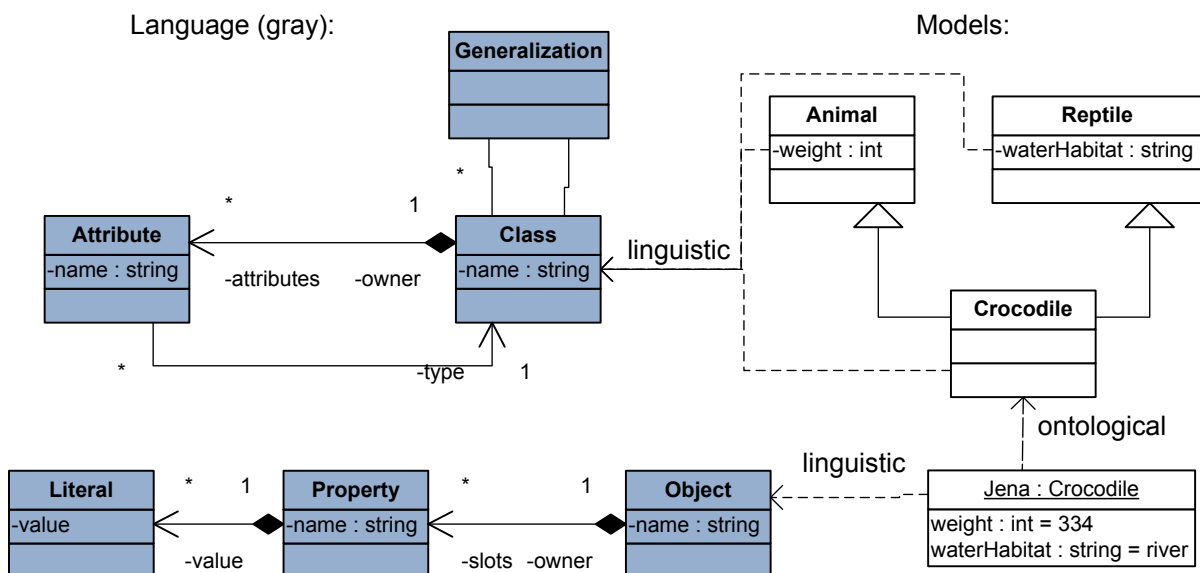 Language (gray):
Models:
Generalization
Animal
-weight : int
Reptile
-waterHabitat : string
*
*
1
Attribute
-name : string
Class
-name : string
linguistic
-attributes
-owner
Crocodile
*
-type
1
ontological
linguistic
Literal
-value
*
1
Property
-name : string
*
1
Object
-name : string
Jena : Crocodile
weight : int = 334
waterHabitat : string = river
-value
-slots
-owner